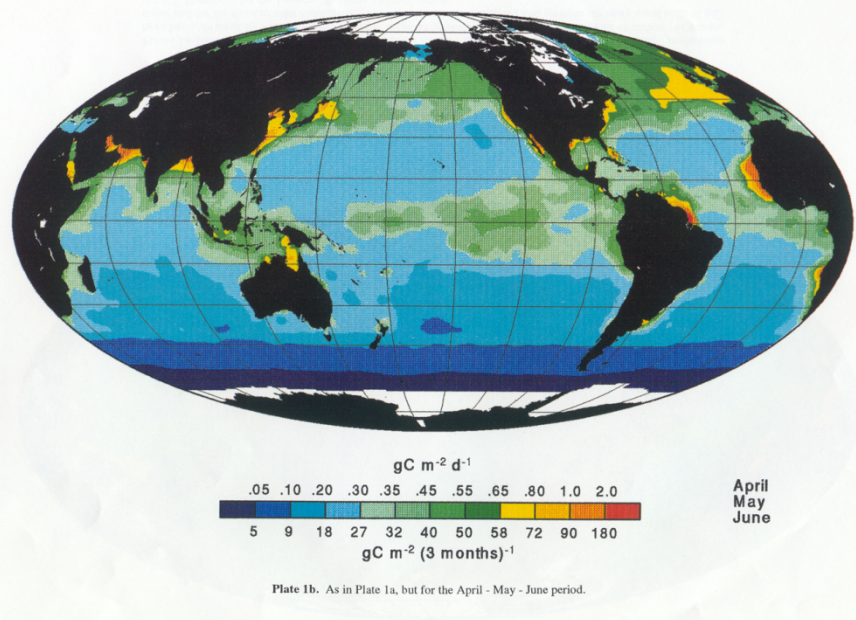 gC m-2 d-1
.05 .10 .20 .30 .35 .45 .55 .65 .80 1.0 2.0
5 9 18 27 32 40 50 58 72 90 180
gC m-2 (3 months)-1
April
May
June
Plate 1b. As in Plate 1a, but for the April - May - June period.